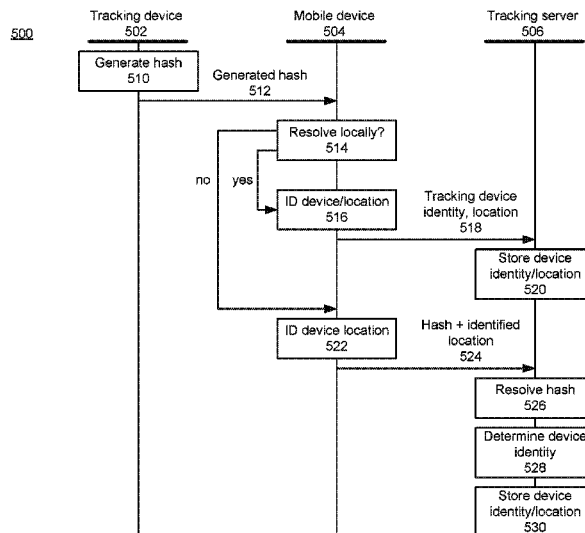 500
Tracking device
502
Mobile device
504
Tracking server
506
Generate hash
510
Generated hash
512
Resolve locally?
514
no
yes
ID device/location
516
Tracking device
identity, location
518
Store device
identity/location
520
ID device location
522
Hash + identified
location
524
Resolve hash
526
Determine device
identity
528
Store device
identity/location
530